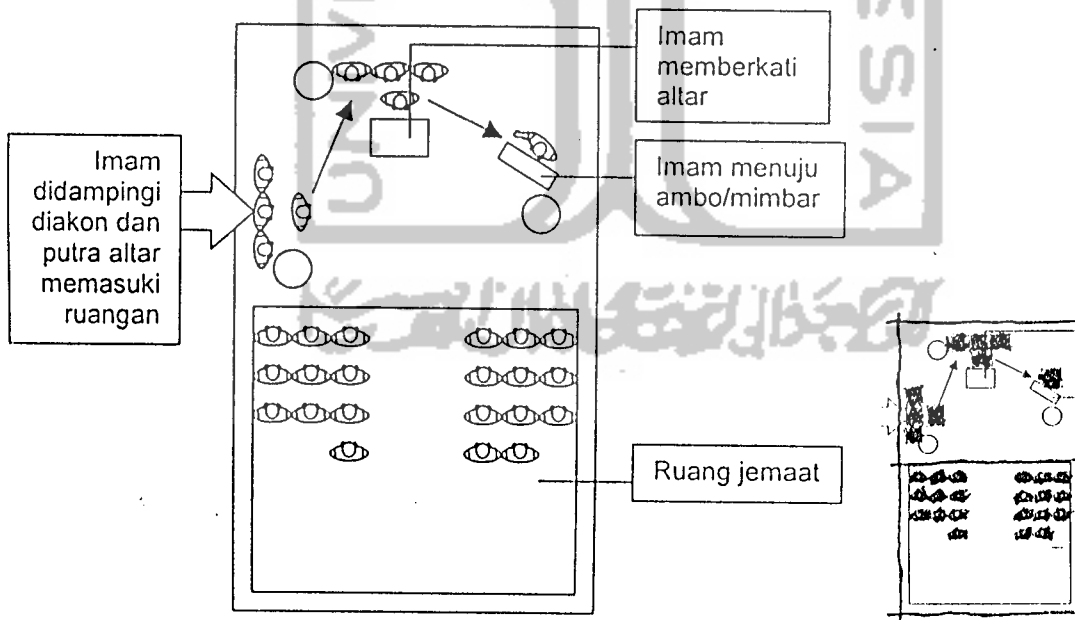 Imam
didampingi
diakon dan
putra altar
memasuki
ruangan
Imam
memberkati
altar
Imam menuju
ambo/mimbar
Ruang jemaat